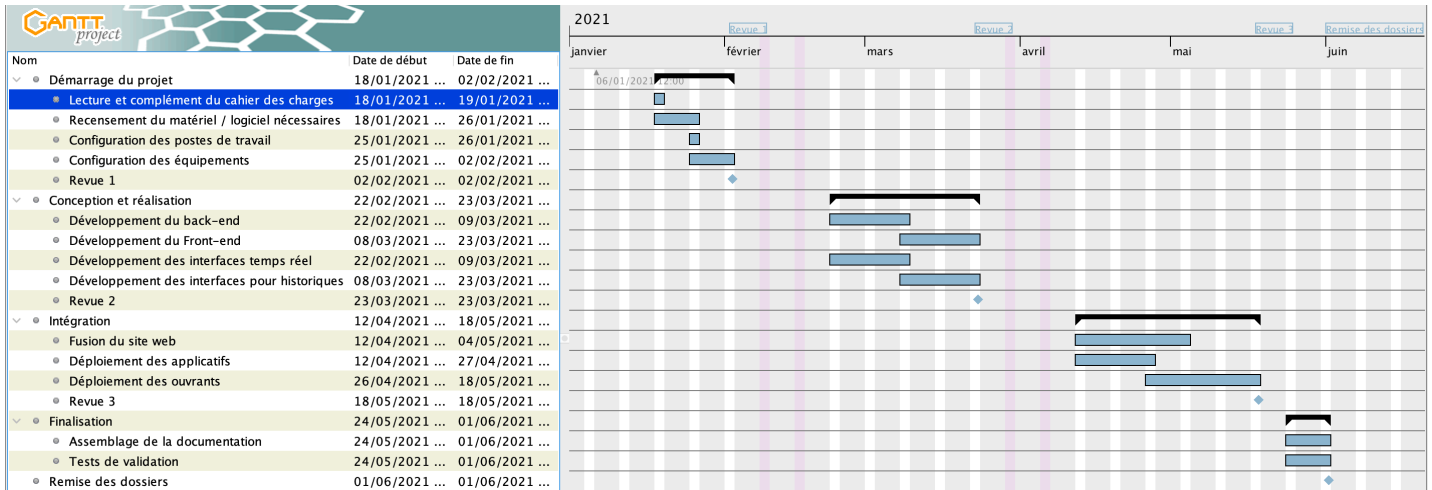 GANTT
project
2021
Revue 1 Revue 2 Revue 3 Remise des dossiers
janvier février mars avril mai juin
Nom Date de début Date de fin
06/01/2021 12:00
Démarrage du projet 18/01/2021 ... 02/02/2021 ...
Lecture et complément du cahier des charges 18/01/2021 ... 19/01/2021 ...
Recensement du matériel / logiciel nécessaires 18/01/2021 ... 26/01/2021 ...
Configuration des postes de travail 25/01/2021 ... 26/01/2021 ...
Configuration des équipements 25/01/2021 ... 02/02/2021 ...
Revue 1 02/02/2021 ... 02/02/2021 ...
Conception et réalisation 22/02/2021 ... 23/03/2021 ...
Développement du back-end 22/02/2021 ... 09/03/2021 ...
Développement du Front-end 08/03/2021 ... 23/03/2021 ...
Développement des interfaces temps réel 22/02/2021 ... 09/03/2021 ...
Développement des interfaces pour historiques 08/03/2021 ... 23/03/2021 ...
Revue 2 23/03/2021 ... 23/03/2021 ...
Intégration 12/04/2021 ... 18/05/2021 ...
Fusion du site web 12/04/2021 ... 04/05/2021 ...
Déploiement des applicatifs 12/04/2021 ... 27/04/2021 ...
Déploiement des ouvrants 26/04/2021 ... 18/05/2021 ...
Revue 3 18/05/2021 ... 18/05/2021 ...
Finalisation 24/05/2021 ... 01/06/2021 ...
Assemblage de la documentation 24/05/2021 ... 01/06/2021 ...
Tests de validation 24/05/2021 ... 01/06/2021 ...
Remise des dossiers 01/06/2021 ... 01/06/2021 ...